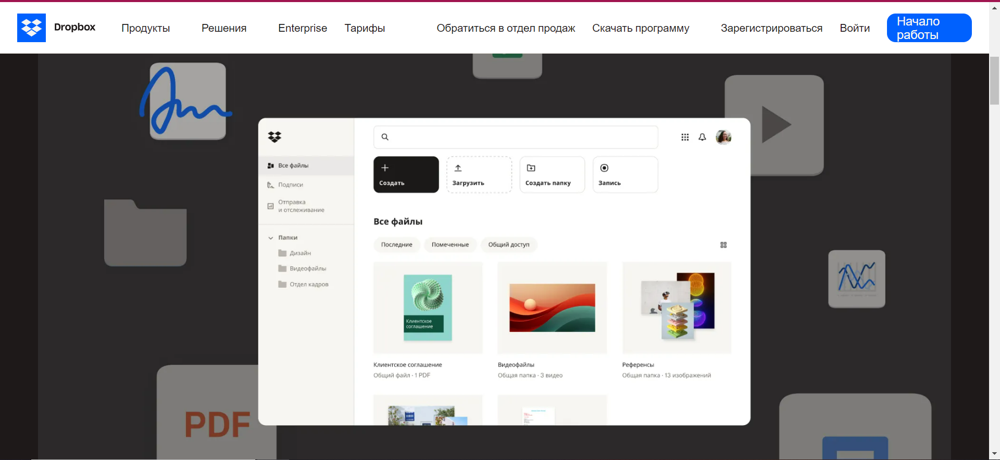 Dropbox
Продукты
Решения
Enterprise
Тарифы
Обратиться в отдел продаж
Скачать программу
Зарегистрироваться
Войти
Начало
работы
Все файлы
Подписи
Отправка
и отслеживание
Папки
Дизайн
Видеофайлы
Отдел кадров
Создать
Загрузить
Создать папку
Запись
Все файлы
Последние
Помеченные
Общий доступ
Клиентское
соглашение
Клиентское соглашение
Общий файл · 1 PDF
Видеофайлы
Общая папка · 3 видео
Референсы
Общая папка · 13 изображений
PDF